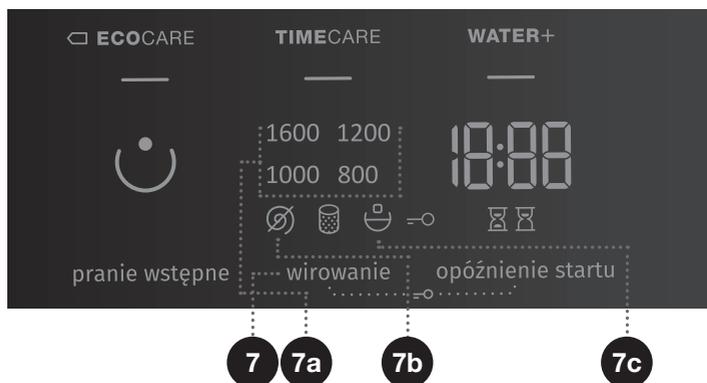 ECOCARE TIMECARE WATER+
1600 1200
1000 800
18:88
pranie wstępne wirowanie opóźnienie startu
7 7a 7b 7c